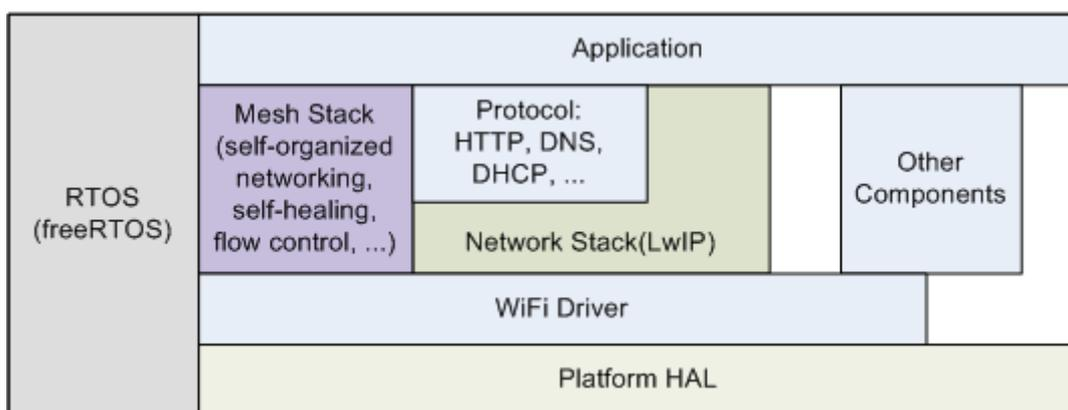 Application
Mesh Stack
(self-organized
networking,
self-healing,
flow control, ...)
Protocol:
HTTP, DNS,
DHCP, ...
Network Stack(LwIP)
Other
Components
RTOS
(freeRTOS)
WiFi Driver
Platform HAL